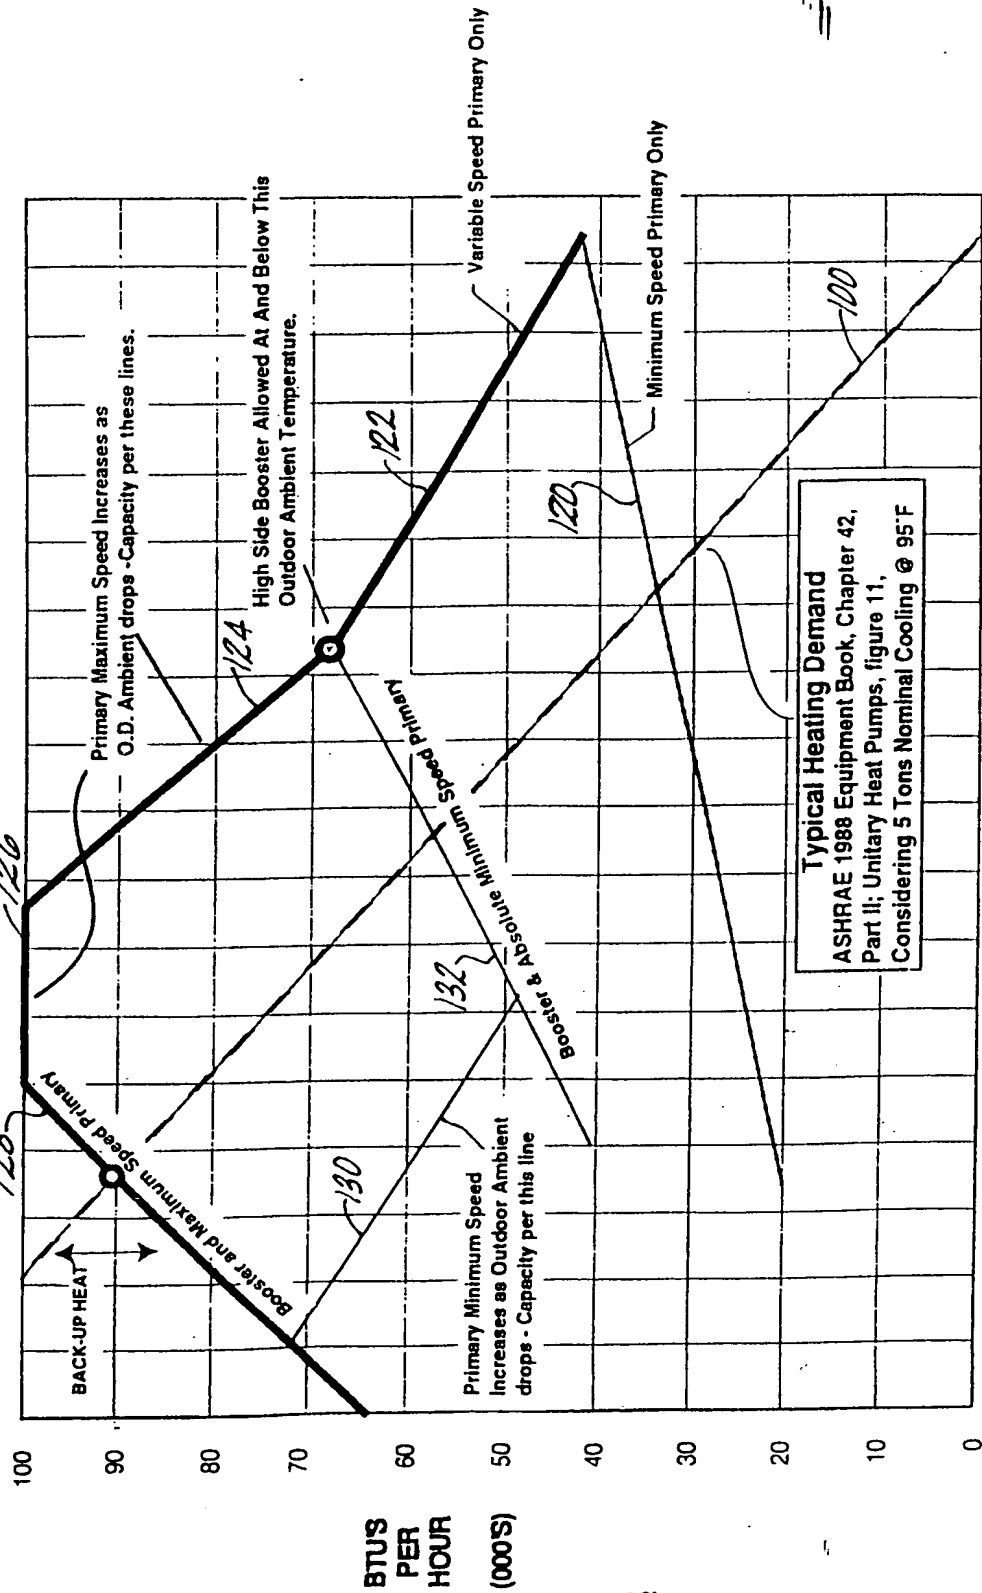 126
128
124
122
120
100
132
130
Primary Maximum Speed Increases as
O.D. Ambient drops -Capacity per these lines.
High Side Booster Allowed At And Below This
Outdoor Ambient Temperature.
Variable Speed Primary Only
Minimum Speed Primary Only
BACK-UP HEAT
Booster and Maximum Speed Primary
Booster & Absolute Minimum Speed Primary
Primary Minimum Speed
Increases as Outdoor Ambient
drops - Capacity per this line
Typical Heating Demand
ASHRAE 1988 Equipment Book, Chapter 42,
Part II; Unitary Heat Pumps, figure 11,
Considering 5 Tons Nominal Cooling @ 95°F
100
90
80
70
60
50
40
30
20
10
0
BTU'S
PER
HOUR
(000'S)